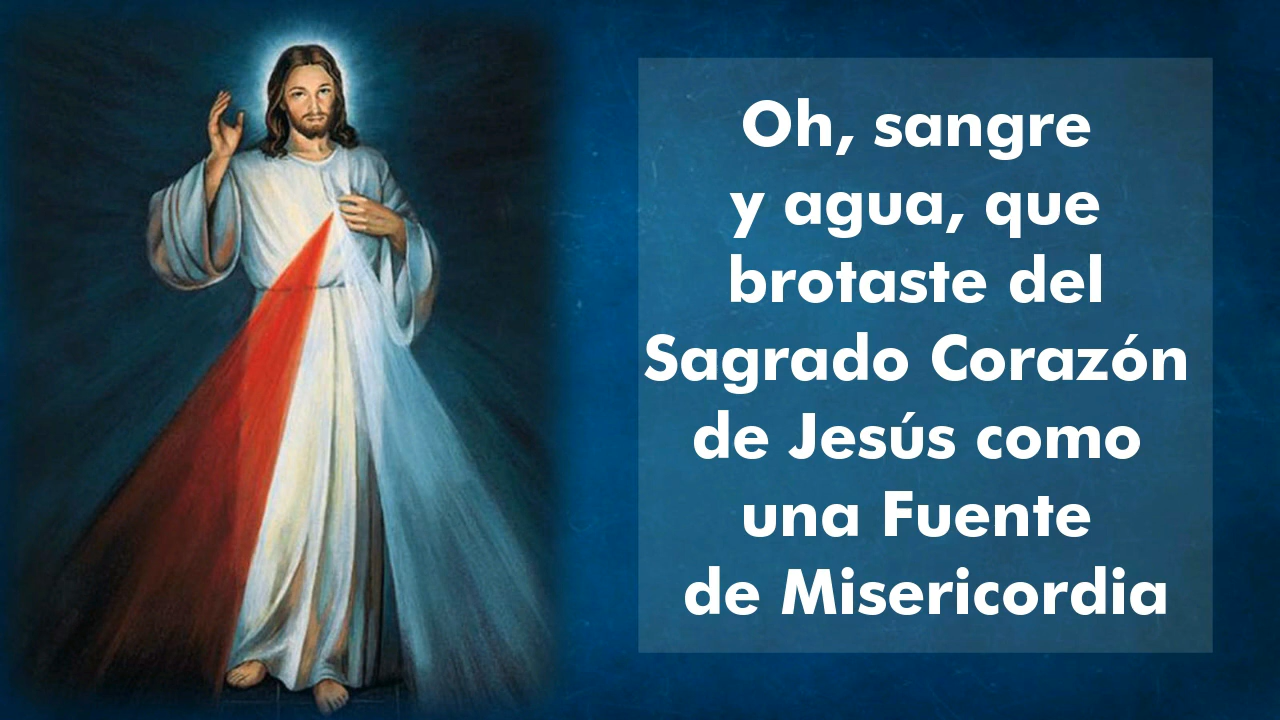 Oh, sangre
y agua, que
brotaste del
Sagrado Corazón
de Jesús como
una Fuente
de Misericordia